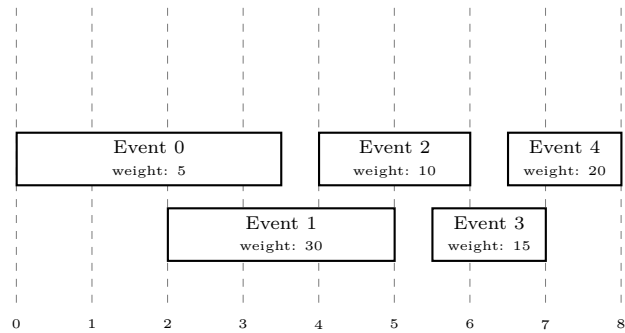 Event 0
weight: 5
Event 2
weight: 10
Event 4
weight: 20
Event 1
weight: 30
Event 3
weight: 15
0 1 2 3 4 5 6 7 8